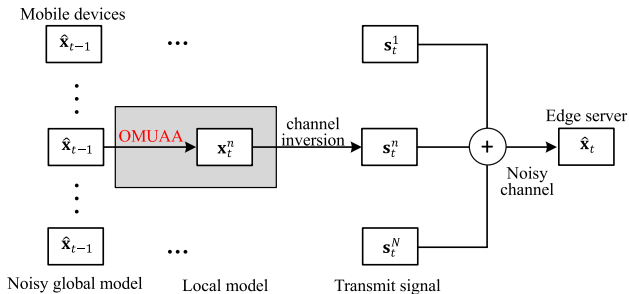 Mobile devices
x̂_{t−1} ... s_t^1
OMUAA channel inversion Edge server
x̂_{t−1} x_t^n s_t^n + x̂_t
Noisy channel
x̂_{t−1} ... s_t^N
Noisy global model Local model Transmit signal